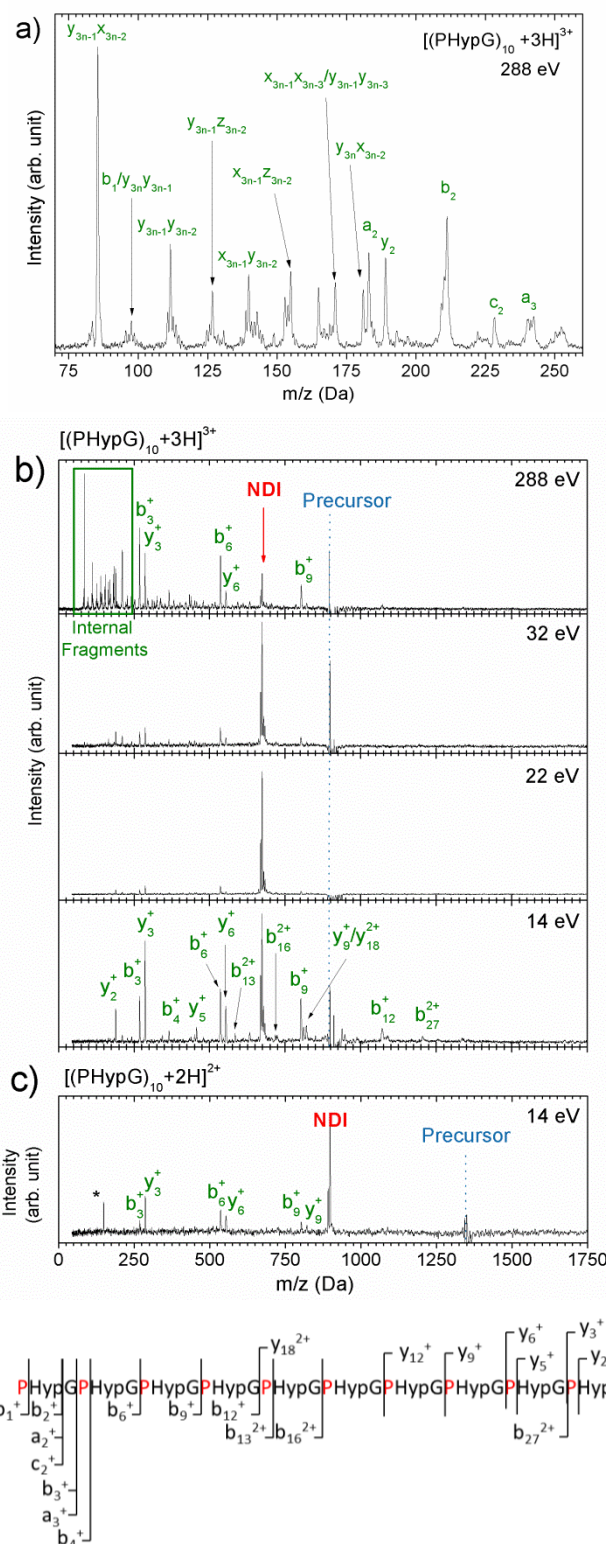 a)
[(PHypG)10 +3H]3+
288 eV
y3n-1x3n-2
x3n-1x3n-3/y3n-1y3n-3
y3n-1z3n-2
y3nx3n-2
b1/y3ny3n-1
x3n-1z3n-2
b2
y3n-1y3n-2
a2
y2
x3n-1y3n-2
c2
a3
Intensity (arb. unit)
75 100 125 150 175 200 225 250
m/z (Da)
[(PHypG)10+3H]3+
b)
288 eV
NDI
Precursor
b3+
y3+
b6+
y6+
b9+
Internal
Fragments
32 eV
Intensity (arb. unit)
22 eV
14 eV
y3+
y6+
b16 2+
y9+/y18 2+
b6+
b13 2+
b9+
b3+
y2+
b4+
y5+
b12+
b27 2+
c)
[(PHypG)10+2H]2+
14 eV
NDI
Precursor
*
y3+
b3+
b6+
y6+
b9+
y9+
Intensity
(arb. unit)
0 250 500 750 1000 1250 1500 1750
m/z (Da)
y18 2+
y12+
y9+
y6+
y5+
y3+
y2
PHypGPHypGPHypGPHypGPHypGPHypGPHypGPHypGPHypGPHy
b1+
b2+
b6+
b9+
b12+
a2+
b13 2+
b16 2+
b27 2+
c2+
b3+
a3+
b4+